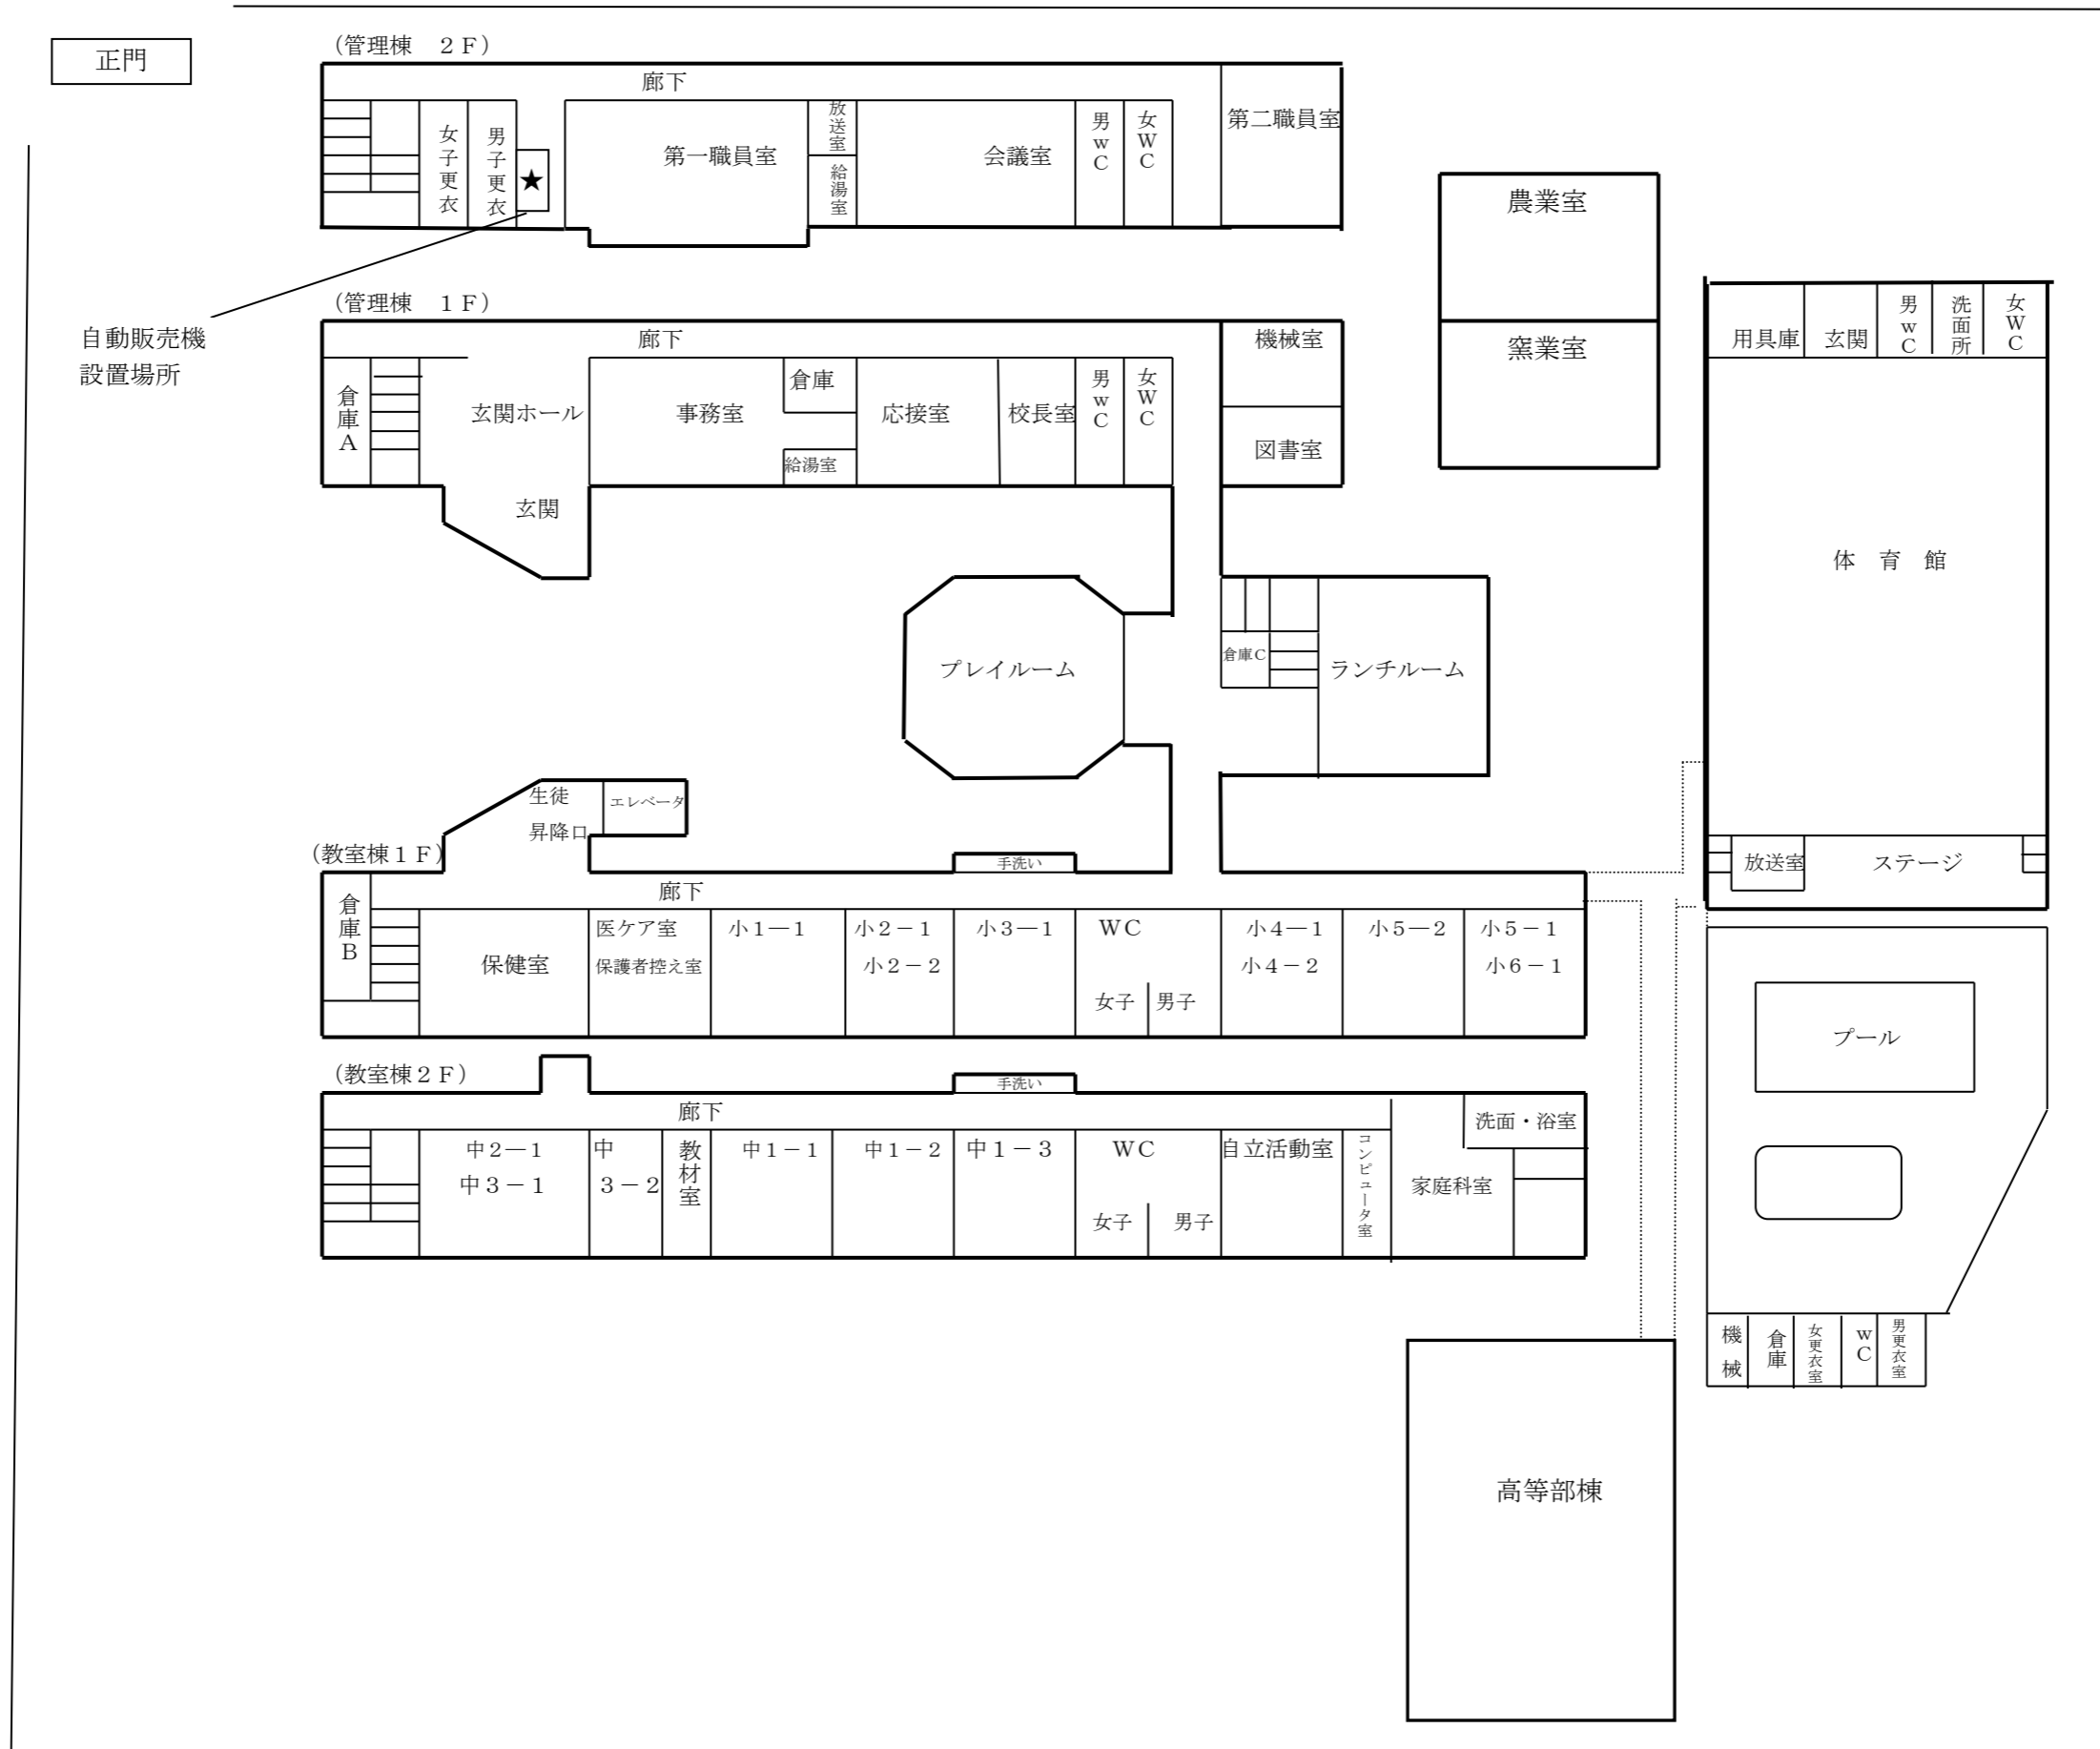 正門
（管理棟　２Ｆ）
廊下
女子更衣
男子更衣
★
第一職員室
放送室
給湯室
会議室
男ｗＣ
女ＷＣ
第二職員室
自動販売機
設置場所
（管理棟　１Ｆ）
廊下
倉庫Ａ
玄関ホール
玄関
事務室
倉庫
給湯室
応接室
校長室
男ｗＣ
女ＷＣ
機械室
図書室
農業室
窯業室
用具庫
玄関
男ｗＣ
洗面所
女ＷＣ
体　育　館
放送室
ステージ
プレイルーム
倉庫Ｃ
ランチルーム
生徒
昇降口
エレベータ
（教室棟１Ｆ）
手洗い
廊下
倉庫Ｂ
保健室
医ケア室
保護者控え室
小１―１
小２－１
小２－２
小３―１
ＷＣ
女子
男子
小４―１
小４－２
小５―２
小５－１
小６－１
（教室棟２Ｆ）
手洗い
廊下
中２―１
中３－１
中
３－２
教材室
中１－１
中１－２
中１－３
ＷＣ
女子
男子
自立活動室
コンピュータ室
家庭科室
洗面・浴室
プール
機械
倉庫
女更衣室
ｗＣ
男更衣室
高等部棟